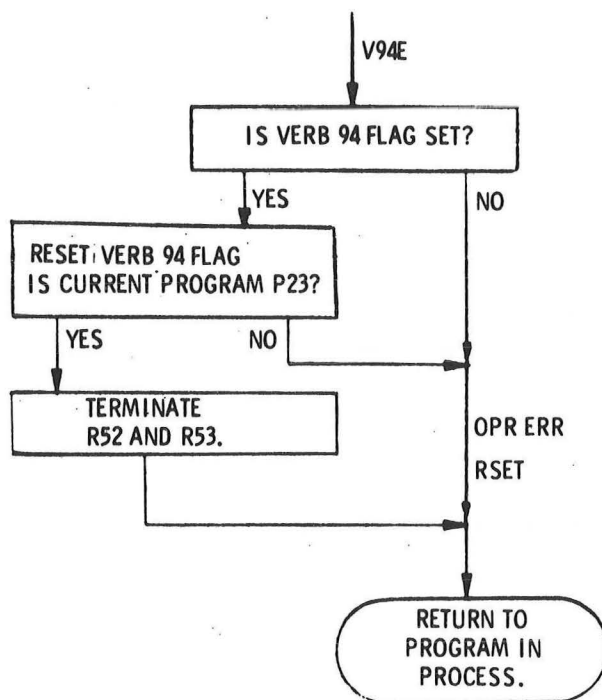 V94E
IS VERB 94 FLAG SET?
YES
NO
RESET VERB 94 FLAG
IS CURRENT PROGRAM P23?
YES
NO
TERMINATE
R52 AND R53.
OPR ERR
RSET
RETURN TO
PROGRAM IN
PROCESS.